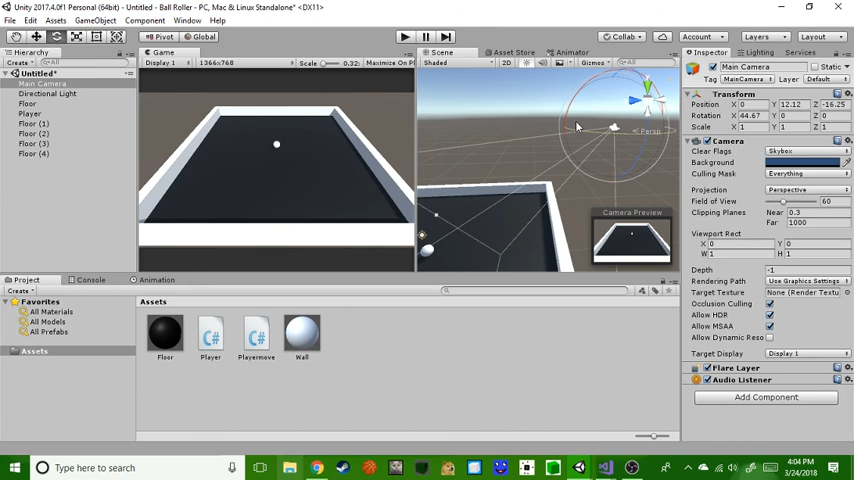 Unity 2017.4.0f1 Personal (64bit) - Untitled - Ball Roller - PC, Mac & Linux Standalone* <DX11>
File Edit Assets GameObject Component Window Help
Pivot Global Collab Account Layers Layout
Hierarchy Game Scene Asset Store Animator Inspector Lighting Services
Create All Display 1 1366x768 Scale 0.32: Maximize On Pl Shaded 2D Gizmos All Main Camera Static
Untitled* Tag MainCamera Layer Default
Main Camera
Directional Light
Floor
Player
Floor (1)
Floor (2)
Floor (3)
Floor (4)
Persp
Camera Preview
Transform
Position X 0 Y 12.12 Z -16.25
Rotation X 44.67 Y 0 Z 0
Scale X 1 Y 1 Z 1
Camera
Clear Flags Skybox
Background
Culling Mask Everything
Projection Perspective
Field of View 60
Clipping Planes Near 0.3
Far 1000
Viewport Rect
X 0 Y 0
W 1 H 1
Depth -1
Rendering Path Use Graphics Settings
Target Texture None (Render Textu
Occlusion Culling
Allow HDR
Allow MSAA
Allow Dynamic Reso
Target Display Display 1
Flare Layer
Audio Listener
Add Component
Project Console Animation
Create
Favorites
All Materials
All Models
All Prefabs
Assets
Assets
Floor Player Playermove Wall
Type here to search
4:04 PM
3/24/2018